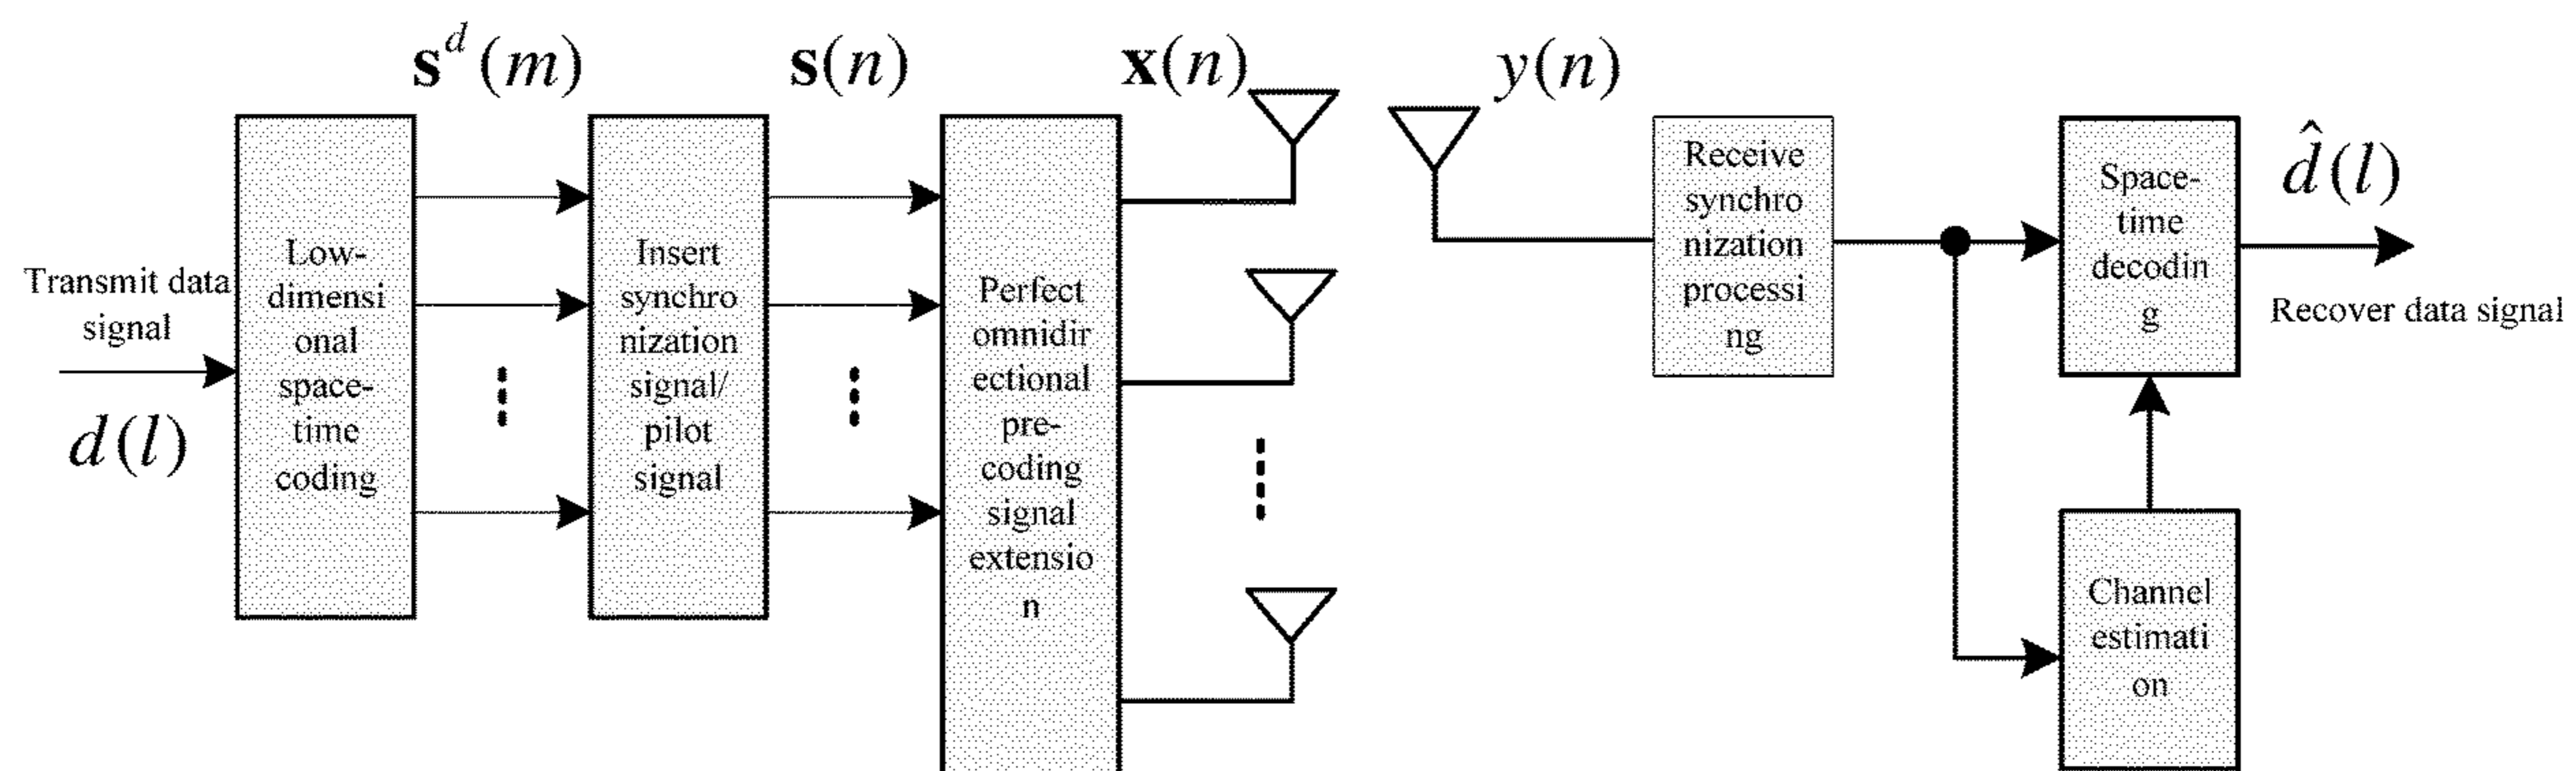 s^d(m)
s(n)
x(n)
y(n)
Transmit data
signal
d(l)
Low-
dimensi
onal
space-
time
coding
Insert
synchro
nization
signal/
pilot
signal
Perfect
omnidir
ectional
pre-
coding
signal
extensio
n
Receive
synchro
nization
processi
ng
Space-
time
decodin
g
d̂(l)
Recover data signal
Channel
estimati
on